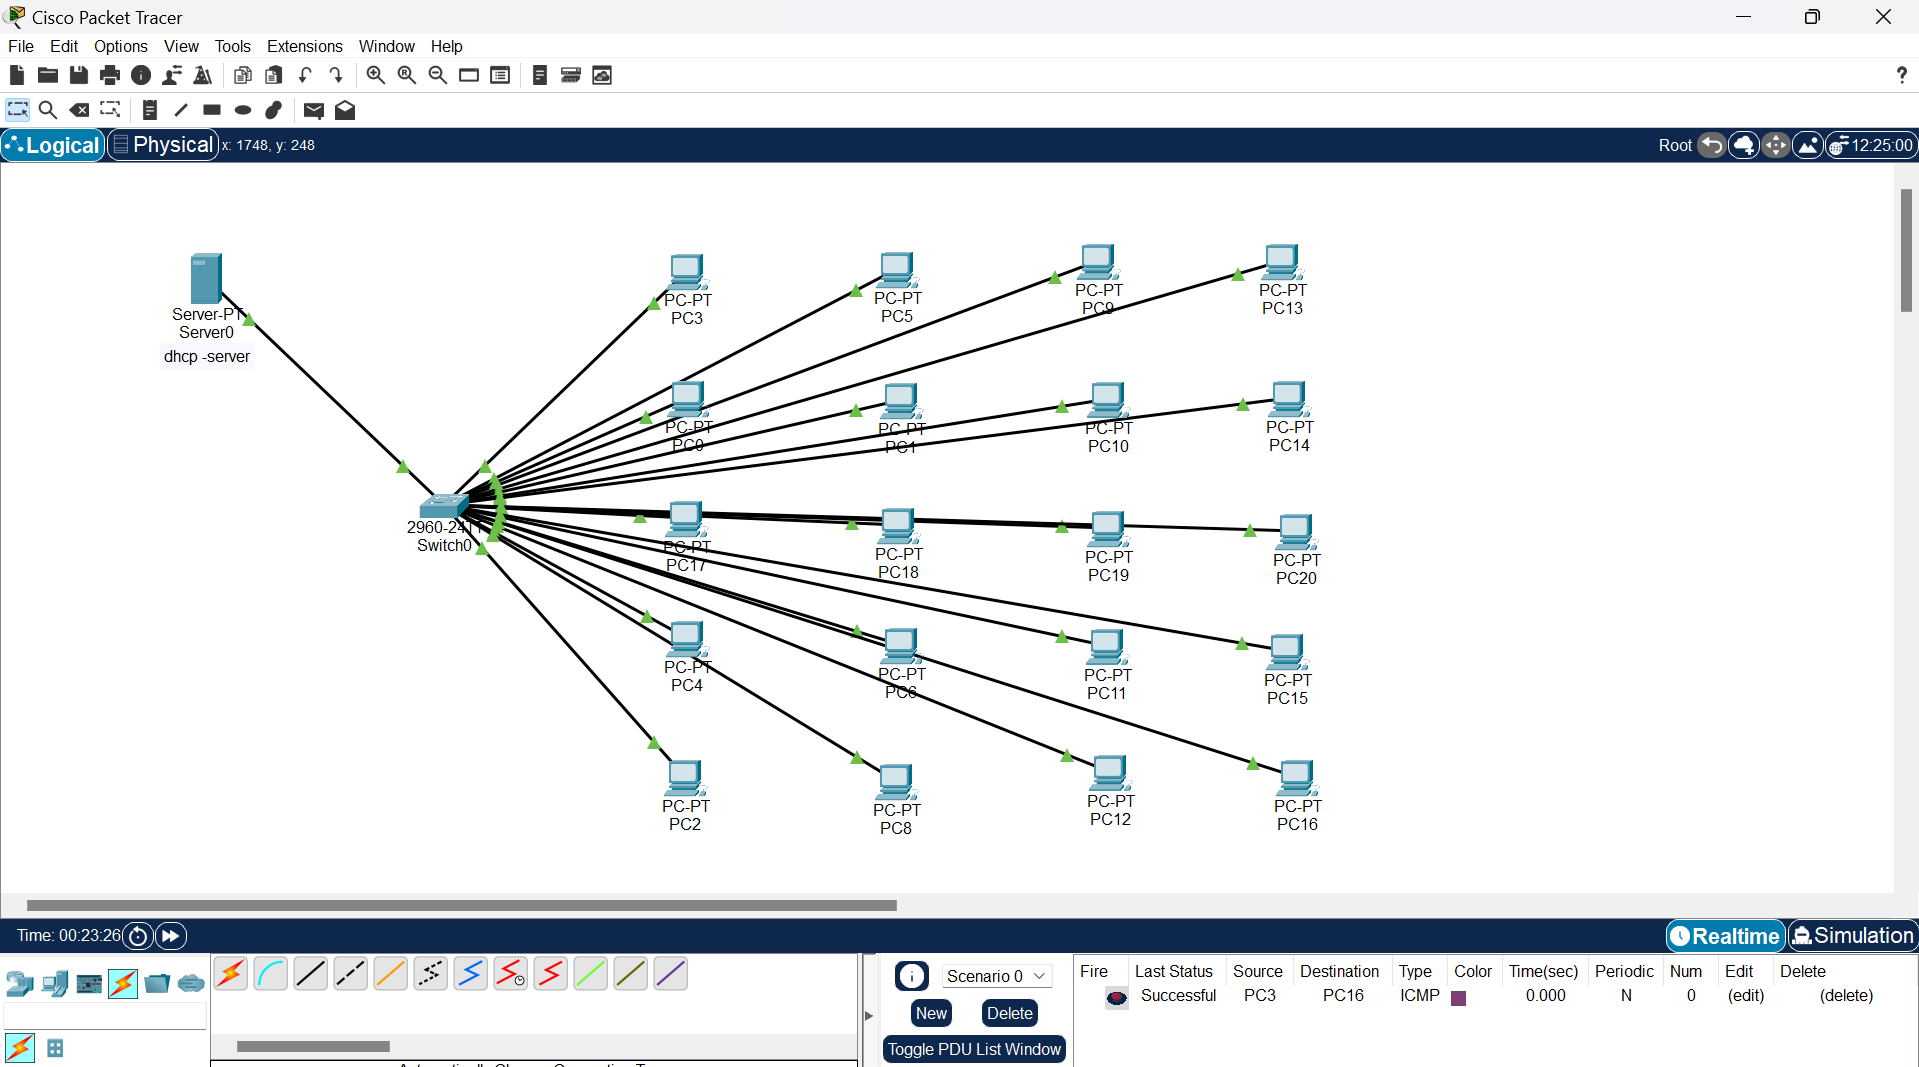 Cisco Packet Tracer
File Edit Options View Tools Extensions Window Help
Logical Physical x: 1748, y: 248 Root 12:25:00
Server-PT
Server0
dhcp -server
PC-PT
PC3
PC-PT
PC5
PC-PT
PC9
PC-PT
PC13
PC-PT
PC0
PC-PT
PC1
PC-PT
PC10
PC-PT
PC14
2960-24TT
Switch0
PC-PT
PC17
PC-PT
PC18
PC-PT
PC19
PC-PT
PC20
PC-PT
PC4
PC-PT
PC6
PC-PT
PC11
PC-PT
PC15
PC-PT
PC2
PC-PT
PC8
PC-PT
PC12
PC-PT
PC16
Time: 00:23:26 Realtime Simulation
Scenario 0
New Delete
Toggle PDU List Window
Fire Last Status Source Destination Type Color Time(sec) Periodic Num Edit Delete
Successful PC3 PC16 ICMP 0.000 N 0 (edit) (delete)